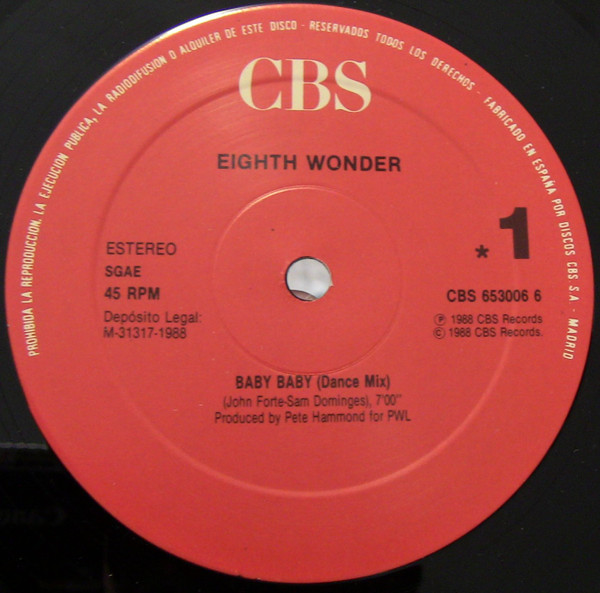 PROHIBIDA LA REPRODUCCION. LA EJECUCION PUBLICA, LA RADIODIFUSION O ALQUILER DE ESTE DISCO - RESERVADOS TODOS LOS DERECHOS - FABRICADO EN ESPAÑA POR DISCOS CBS S.A - MADRID
CBS
EIGHTH WONDER
* 1
ESTEREO
SGAE
45 RPM
CBS 653006 6
Depósito Legal:
M-31317-1988
Ⓟ 1988 CBS Records
© 1988 CBS Records.
BABY BABY (Dance Mix)
(John Forte-Sam Dominges), 7'00"
Produced by Pete Hammond for PWL